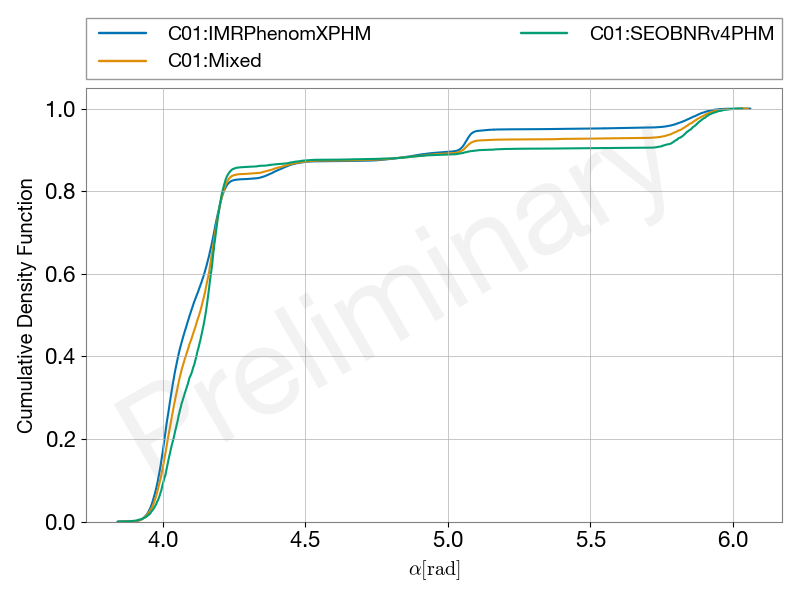 C01:IMRPhenomXPHM
C01:Mixed
C01:SEOBNRv4PHM
1.0
0.8
0.6
0.4
0.2
0.0
Cumulative Density Function
Preliminary
4.0 4.5 5.0 5.5 6.0
α[rad]